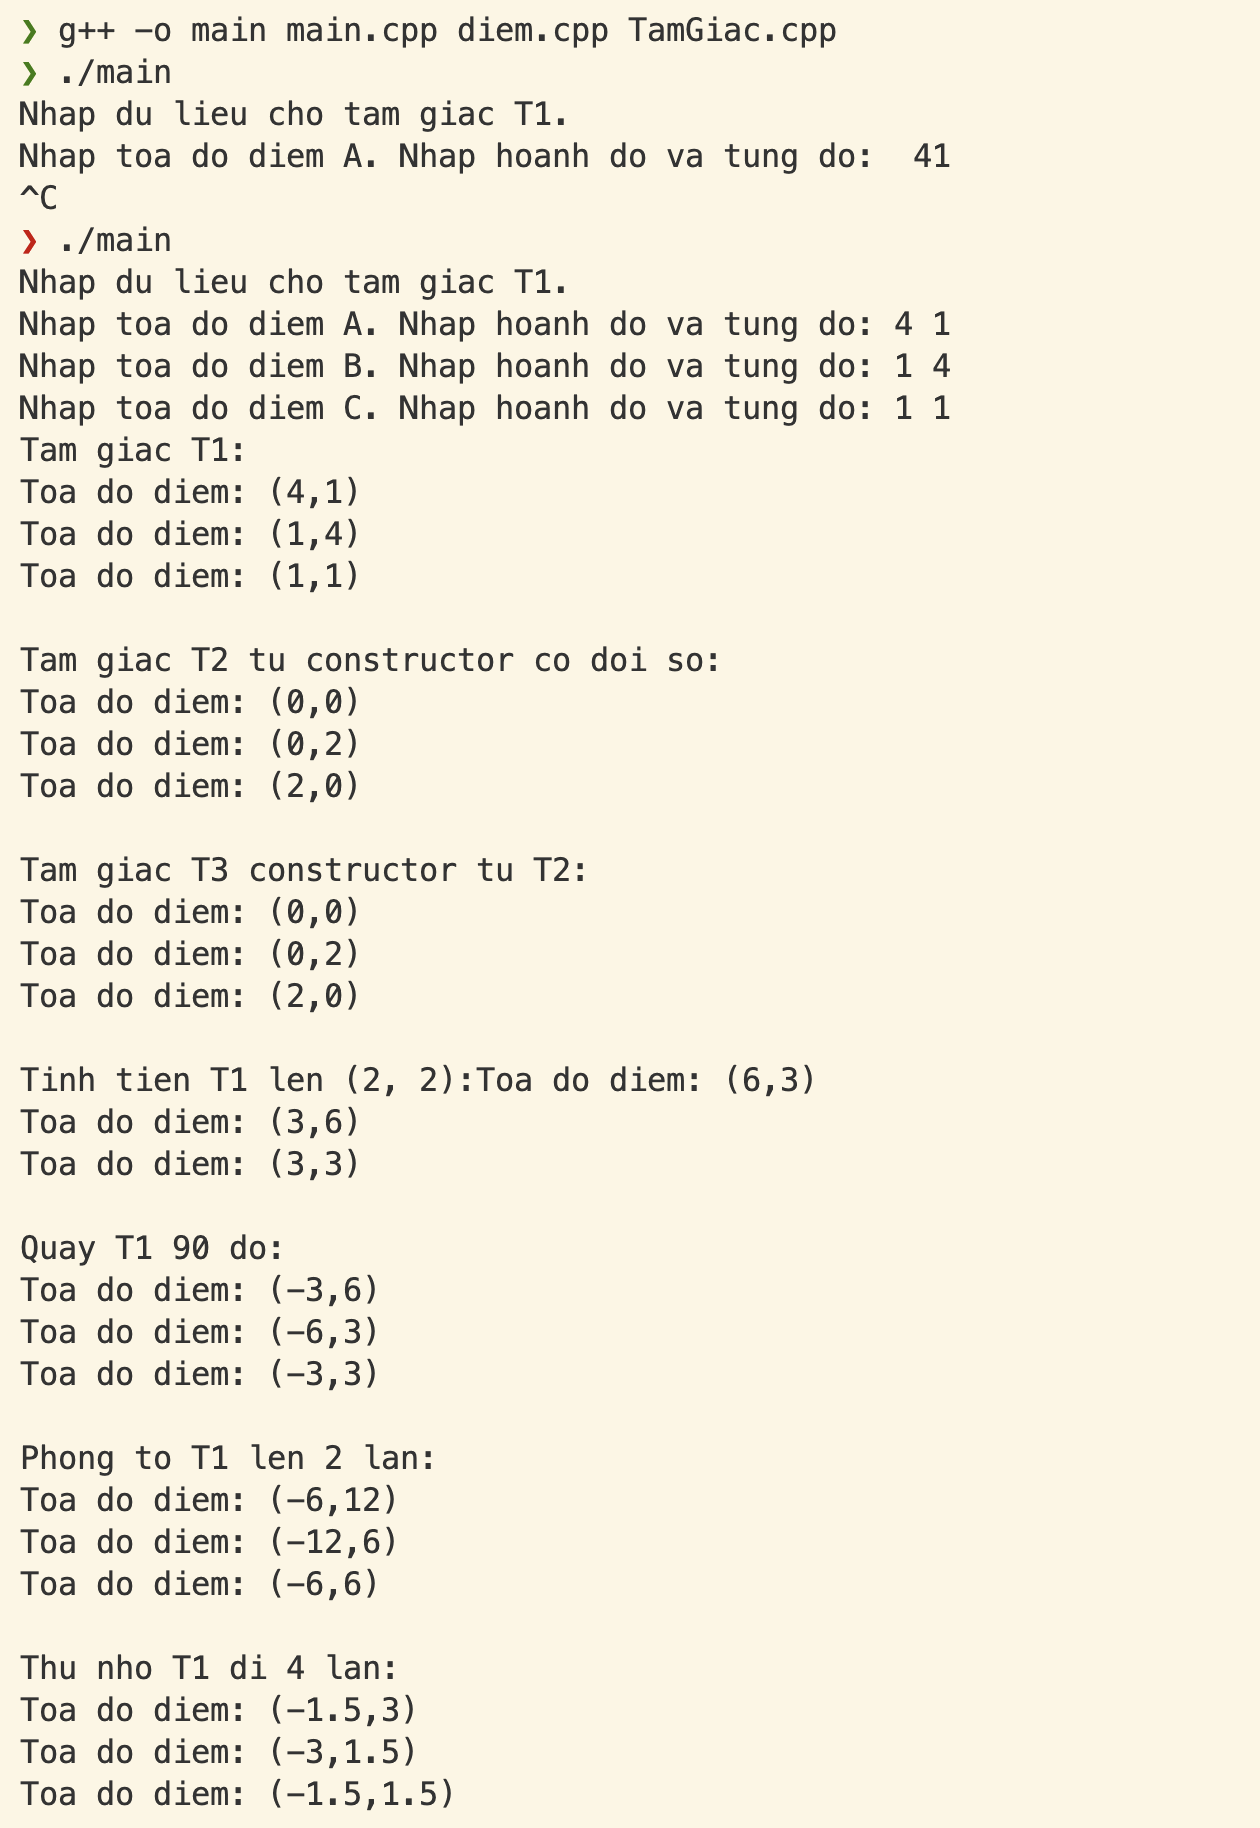 ❯ g++ -o main main.cpp diem.cpp TamGiac.cpp
❯ ./main
Nhap du lieu cho tam giac T1.
Nhap toa do diem A. Nhap hoanh do va tung do:  41
^C
❯ ./main
Nhap du lieu cho tam giac T1.
Nhap toa do diem A. Nhap hoanh do va tung do: 4 1
Nhap toa do diem B. Nhap hoanh do va tung do: 1 4
Nhap toa do diem C. Nhap hoanh do va tung do: 1 1
Tam giac T1:
Toa do diem: (4,1)
Toa do diem: (1,4)
Toa do diem: (1,1)

Tam giac T2 tu constructor co doi so:
Toa do diem: (0,0)
Toa do diem: (0,2)
Toa do diem: (2,0)

Tam giac T3 constructor tu T2:
Toa do diem: (0,0)
Toa do diem: (0,2)
Toa do diem: (2,0)

Tinh tien T1 len (2, 2):Toa do diem: (6,3)
Toa do diem: (3,6)
Toa do diem: (3,3)

Quay T1 90 do:
Toa do diem: (-3,6)
Toa do diem: (-6,3)
Toa do diem: (-3,3)

Phong to T1 len 2 lan:
Toa do diem: (-6,12)
Toa do diem: (-12,6)
Toa do diem: (-6,6)

Thu nho T1 di 4 lan:
Toa do diem: (-1.5,3)
Toa do diem: (-3,1.5)
Toa do diem: (-1.5,1.5)